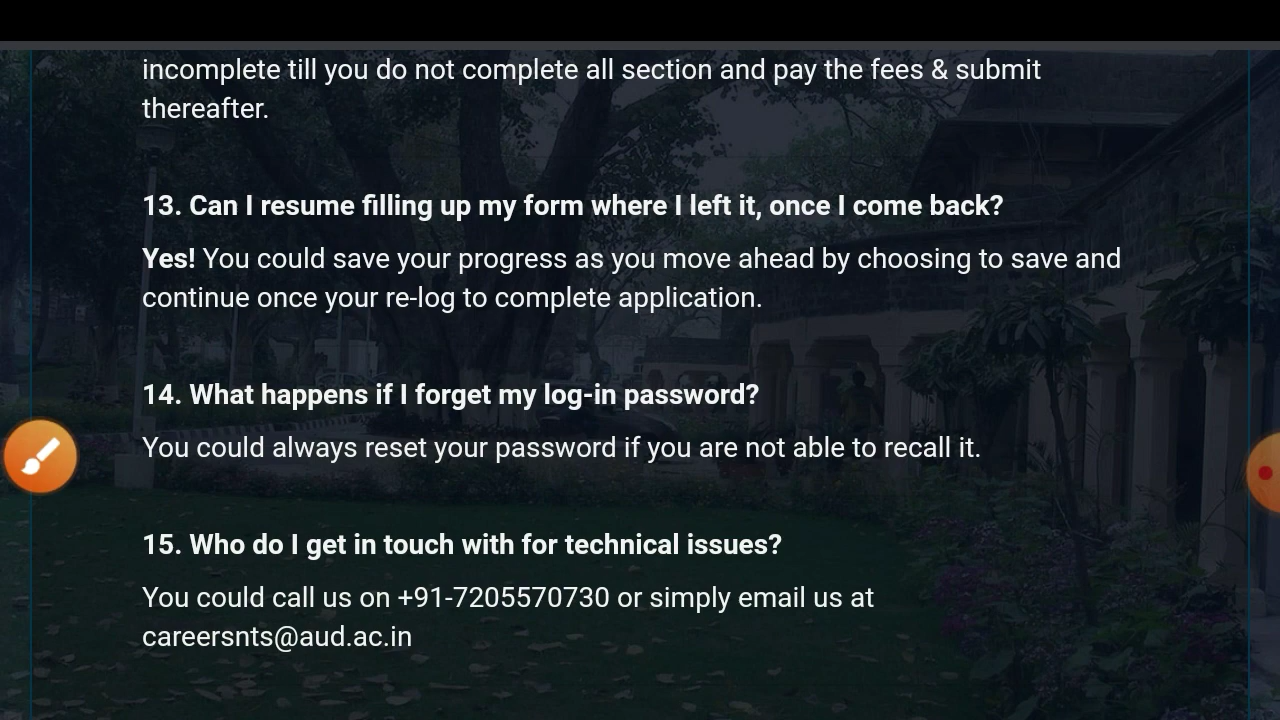 incomplete till you do not complete all section and pay the fees & submit
thereafter.
13. Can I resume filling up my form where I left it, once I come back?
Yes! You could save your progress as you move ahead by choosing to save and
continue once your re-log to complete application.
14. What happens if I forget my log-in password?
You could always reset your password if you are not able to recall it.
15. Who do I get in touch with for technical issues?
You could call us on +91-7205570730 or simply email us at
careersnts@aud.ac.in